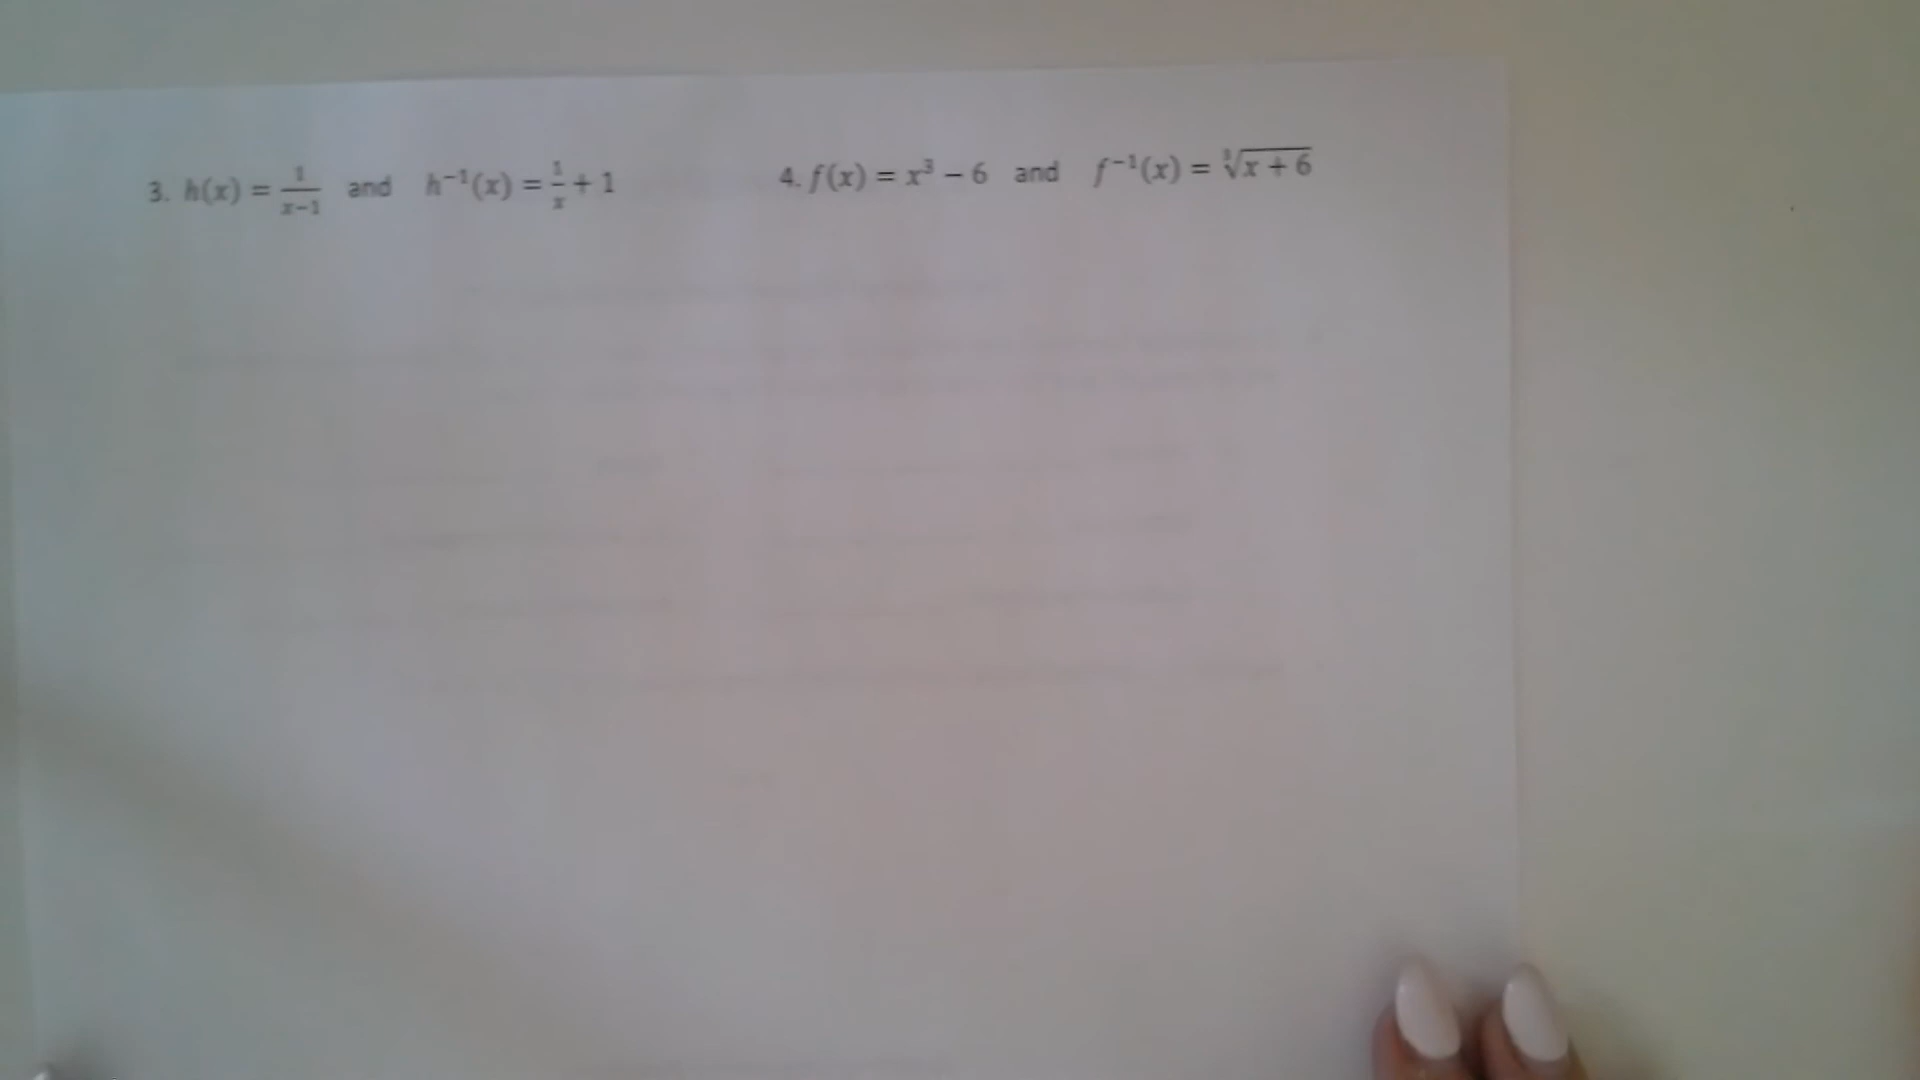 3. h(x) = 1/(x−1) and h⁻¹(x) = 1/x + 1
4. f(x) = x³ − 6 and f⁻¹(x) = ∛(x + 6)